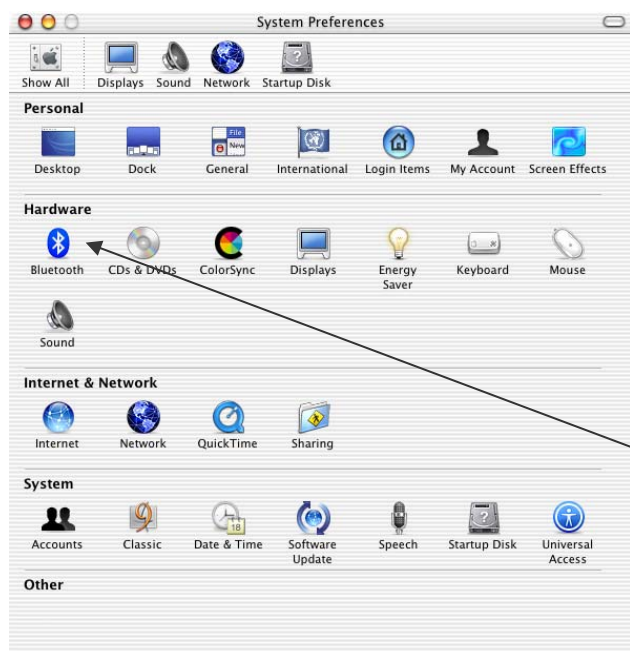 System Preferences
Show All Displays Sound Network Startup Disk
Personal
File
New
Desktop Dock General International Login Items My Account Screen Effects
Hardware
Bluetooth CDs & DVDs ColorSync Displays Energy Saver Keyboard Mouse
Sound
Internet & Network
Internet Network QuickTime Sharing
System
9
18
Accounts Classic Date & Time Software Update Speech Startup Disk Universal Access
Other